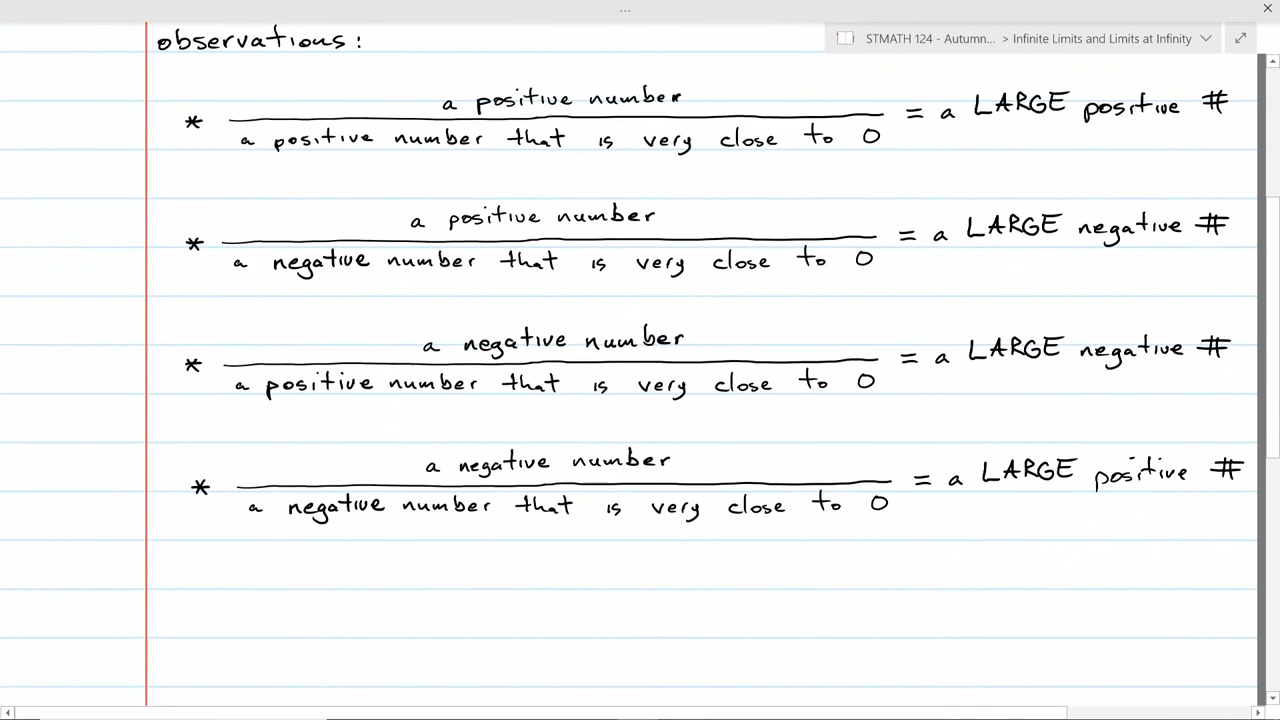 ...
observations:
STMATH 124 - Autumn... > Infinite Limits and Limits at Infinity
* a positive number
a positive number that is very close to 0
= a LARGE positive #
* a positive number
a negative number that is very close to 0
= a LARGE negative #
* a negative number
a positive number that is very close to 0
= a LARGE negative #
* a negative number
a negative number that is very close to 0
= a LARGE positive #